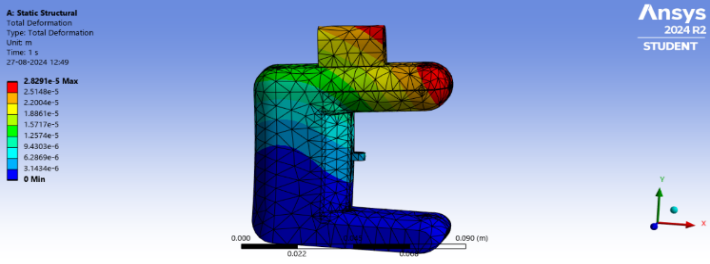 A: Static Structural
Total Deformation
Type: Total Deformation
Unit: m
Time: 1 s
27-08-2024 12:49
2.8291e-5 Max
2.5148e-5
2.2004e-5
1.8861e-5
1.5717e-5
1.2574e-5
9.4303e-6
6.2869e-6
3.1434e-6
0 Min
Ansys
2024 R2
STUDENT
Y
X
0.000
0.090 (m)
0.022